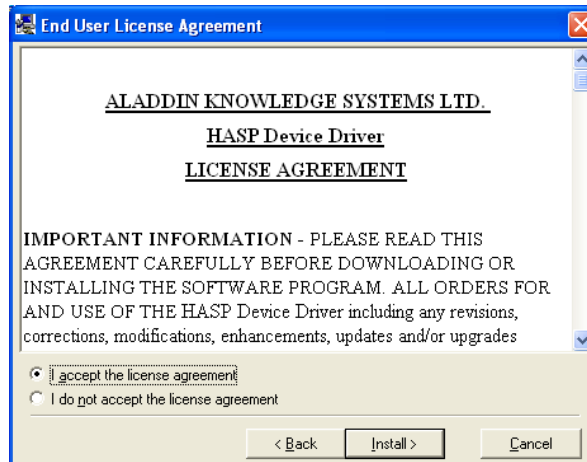 End User License Agreement
ALADDIN KNOWLEDGE SYSTEMS LTD.
HASP Device Driver
LICENSE AGREEMENT
IMPORTANT INFORMATION - PLEASE READ THIS
AGREEMENT CAREFULLY BEFORE DOWNLOADING OR
INSTALLING THE SOFTWARE PROGRAM. ALL ORDERS FOR
AND USE OF THE HASP Device Driver including any revisions,
corrections, modifications, enhancements, updates and/or upgrades
I accept the license agreement
I do not accept the license agreement
< Back Install > Cancel